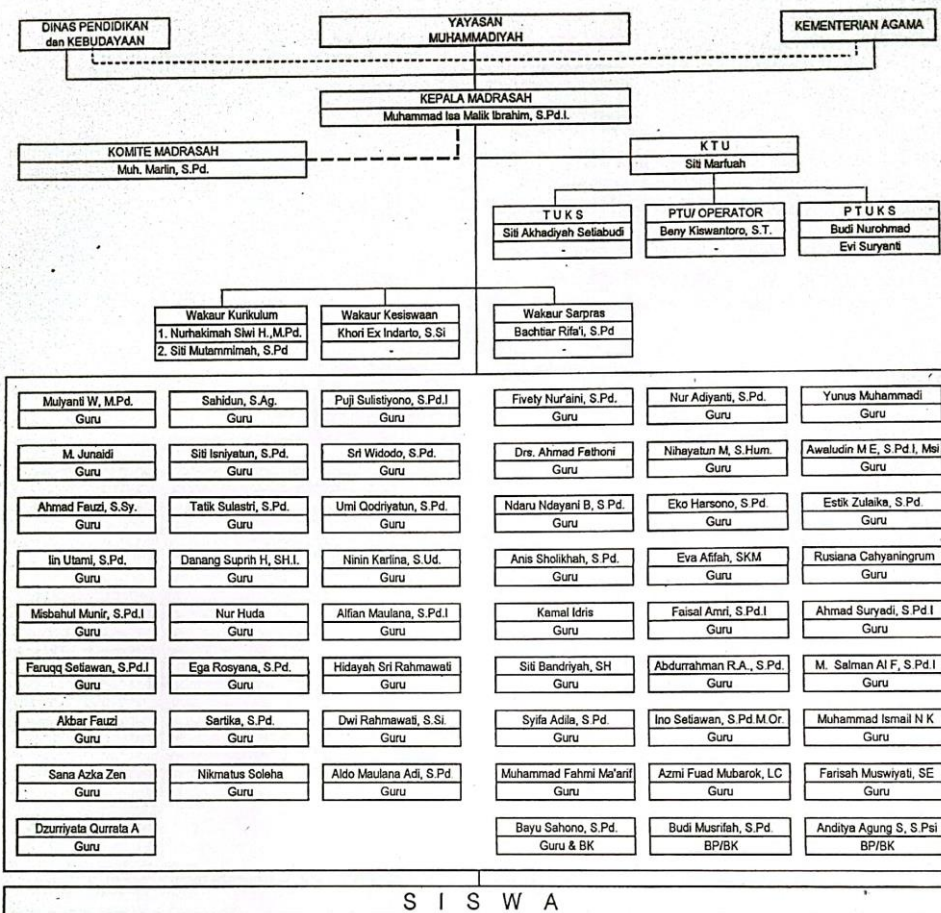 DINAS PENDIDIKAN
dan KEBUDAYAAN
YAYASAN
MUHAMMADIYAH
KEMENTERIAN AGAMA
KEPALA MADRASAH
Muhammad Isa Malik Ibrahim, S.Pd.I.
KOMITE MADRASAH
Muh. Marlin, S.Pd.
K T U
Siti Marfuah
T U K S
Siti Akhadiyah Setiabudi
-
PTU/ OPERATOR
Beny Kiswantoro, S.T.
-
P T U K S
Budi Nurohmad
Evi Suryanti
Wakaur Kurikulum
1. Nurhakimah Siwi H.,M.Pd.
2. Siti Mutammimah, S.Pd
Wakaur Kesiswaan
Khori Ex Indarto, S.Si
-
Wakaur Sarpras
Bachtiar Rifa'i, S.Pd
-
Mulyanti W, M.Pd.
Guru
Sahidun, S.Ag.
Guru
Puji Sulistiyono, S.Pd.I
Guru
Fivety Nur'aini, S.Pd.
Guru
Nur Adiyanti, S.Pd.
Guru
Yunus Muhammadi
Guru
M. Junaidi
Guru
Siti Isniyatun, S.Pd.
Guru
Sri Widodo, S.Pd.
Guru
Drs. Ahmad Fathoni
Guru
Nihayatun M, S.Hum.
Guru
Awaludin M E, S.Pd.I, Msi
Guru
Ahmad Fauzi, S.Sy.
Guru
Tatik Sulastri, S.Pd.
Guru
Umi Qodriyatun, S.Pd.
Guru
Ndaru Ndayani B, S Pd.
Guru
Eko Harsono, S Pd.
Guru
Estik Zulaika, S.Pd.
Guru
Iin Utami, S.Pd.
Guru
Danang Suprih H, SH.I.
Guru
Ninin Karlina, S.Ud.
Guru
Anis Sholikhah, S Pd.
Guru
Eva Afifah, SKM
Guru
Rusiana Cahyaningrum
Guru
Misbahul Munir, S.Pd.I
Guru
Nur Huda
Guru
Alfian Maulana, S.Pd.I
Guru
Kamal Idris
Guru
Faisal Amri, S.Pd.I
Guru
Ahmad Suryadi, S.Pd.I
Guru
Faruqq Setiawan, S.Pd.I
Guru
Ega Rosyana, S.Pd.
Guru
Hidayah Sri Rahmawati
Guru
Siti Bandriyah, SH
Guru
Abdurrahman R.A., S.Pd.
Guru
M. Salman Al F, S.Pd.I
Guru
Akbar Fauzi
Guru
Sartika, S.Pd.
Guru
Dwi Rahmawati, S.Si.
Guru
Syifa Adila, S.Pd.
Guru
Ino Setiawan, S.Pd.M.Or.
Guru
Muhammad Ismail N K
Guru
Sana Azka Zen
Guru
Nikmatus Soleha
Guru
Aldo Maulana Adi, S.Pd
Guru
Muhammad Fahmi Ma'arif
Guru
Azmi Fuad Mubarok, LC
Guru
Farisah Muswiyati, SE
Guru
Dzurriyata Qurrata A
Guru
Bayu Sahono, S.Pd.
Guru & BK
Budi Musrifah, S.Pd.
BP/BK
Anditya Agung S, S.Psi
BP/BK
S I S W A